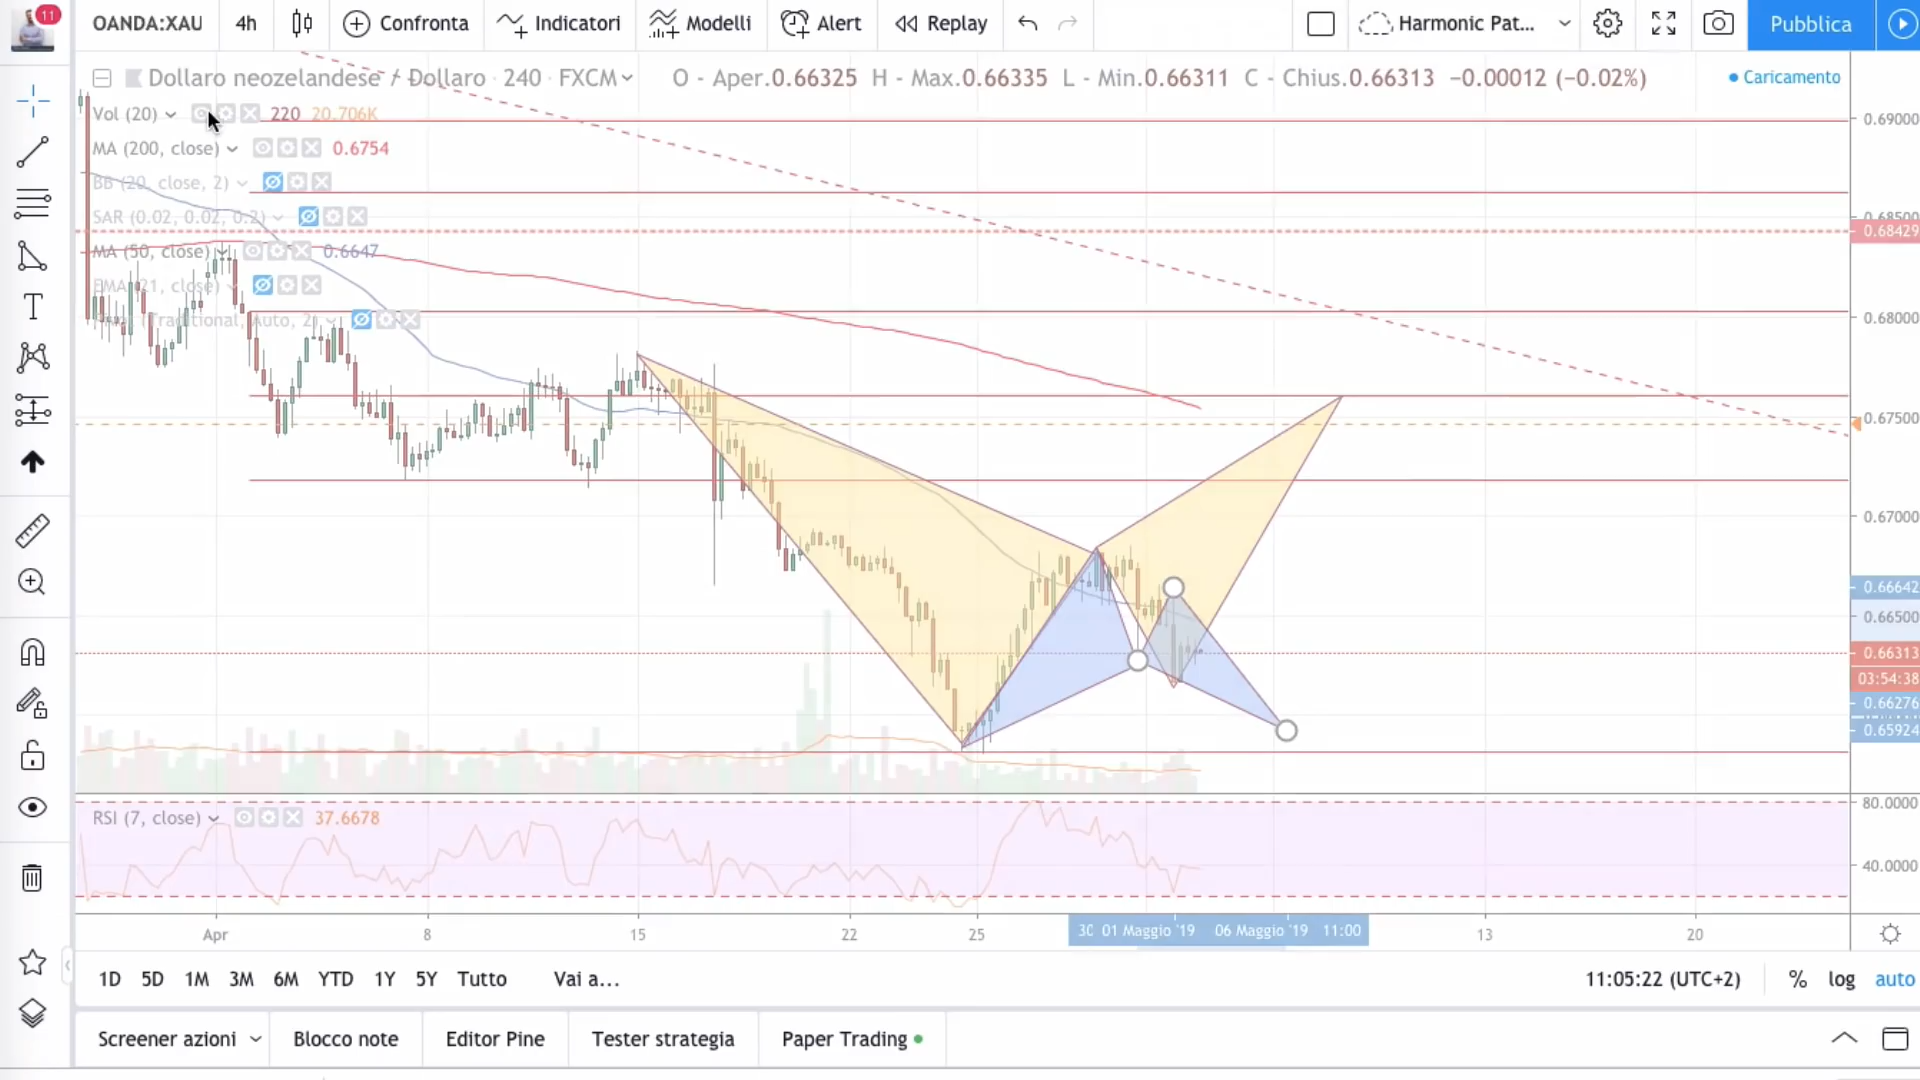 11
OANDA:XAU 4h Confronta Indicatori Modelli Alert Replay Harmonic Pat... Pubblica
Dollaro neozelandese / Dollaro · 240 · FXCM O - Aper.0.66325 H - Max.0.66335 L - Min.0.66311 C - Chius.0.66313 −0.00012 (−0.02%) Caricamento
Vol (20) 220 20.706K
MA (200, close) 0.6754
BB (20, close, 2)
SAR (0.02, 0.02, 0.2)
MA (50, close) 0.6647
EMA (21, close)
(Traditional, Auto, 2)
0.69000
0.68500
0.68429
0.68000
0.67500
0.67000
0.66642
0.66500
0.66313
03:54:38
0.66276
0.65924
RSI (7, close) 37.6678
80.0000
40.0000
Apr 8 15 22 25 30 01 Maggio '19 06 Maggio '19 11:00 13 20
1D 5D 1M 3M 6M YTD 1Y 5Y Tutto Vai a... 11:05:22 (UTC+2) % log auto
Screener azioni Blocco note Editor Pine Tester strategia Paper Trading